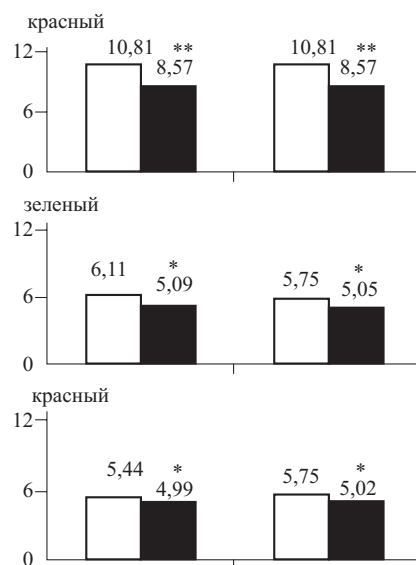 красный
12
10,81 ** 10,81 **
8,57 8,57
6
0
зеленый
12
6,11 * 5,75 *
5,09 5,05
6
0
красный
12
5,44 * 5,75 *
4,99 5,02
6
0